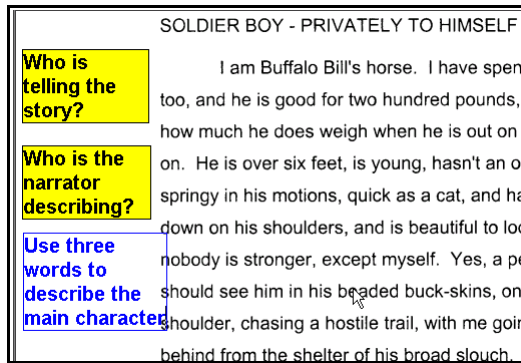 SOLDIER BOY - PRIVATELY TO HIMSELF
Who is
telling the
story?
Who is the
narrator
describing?
Use three
words to
describe the
main character
I am Buffalo Bill's horse. I have spen
too, and he is good for two hundred pounds,
how much he does weigh when he is out on
on. He is over six feet, is young, hasn't an o
springy in his motions, quick as a cat, and ha
down on his shoulders, and is beautiful to loo
nobody is stronger, except myself. Yes, a pe
should see him in his beaded buck-skins, on
shoulder, chasing a hostile trail, with me goin
behind from the shelter of his broad slouch.